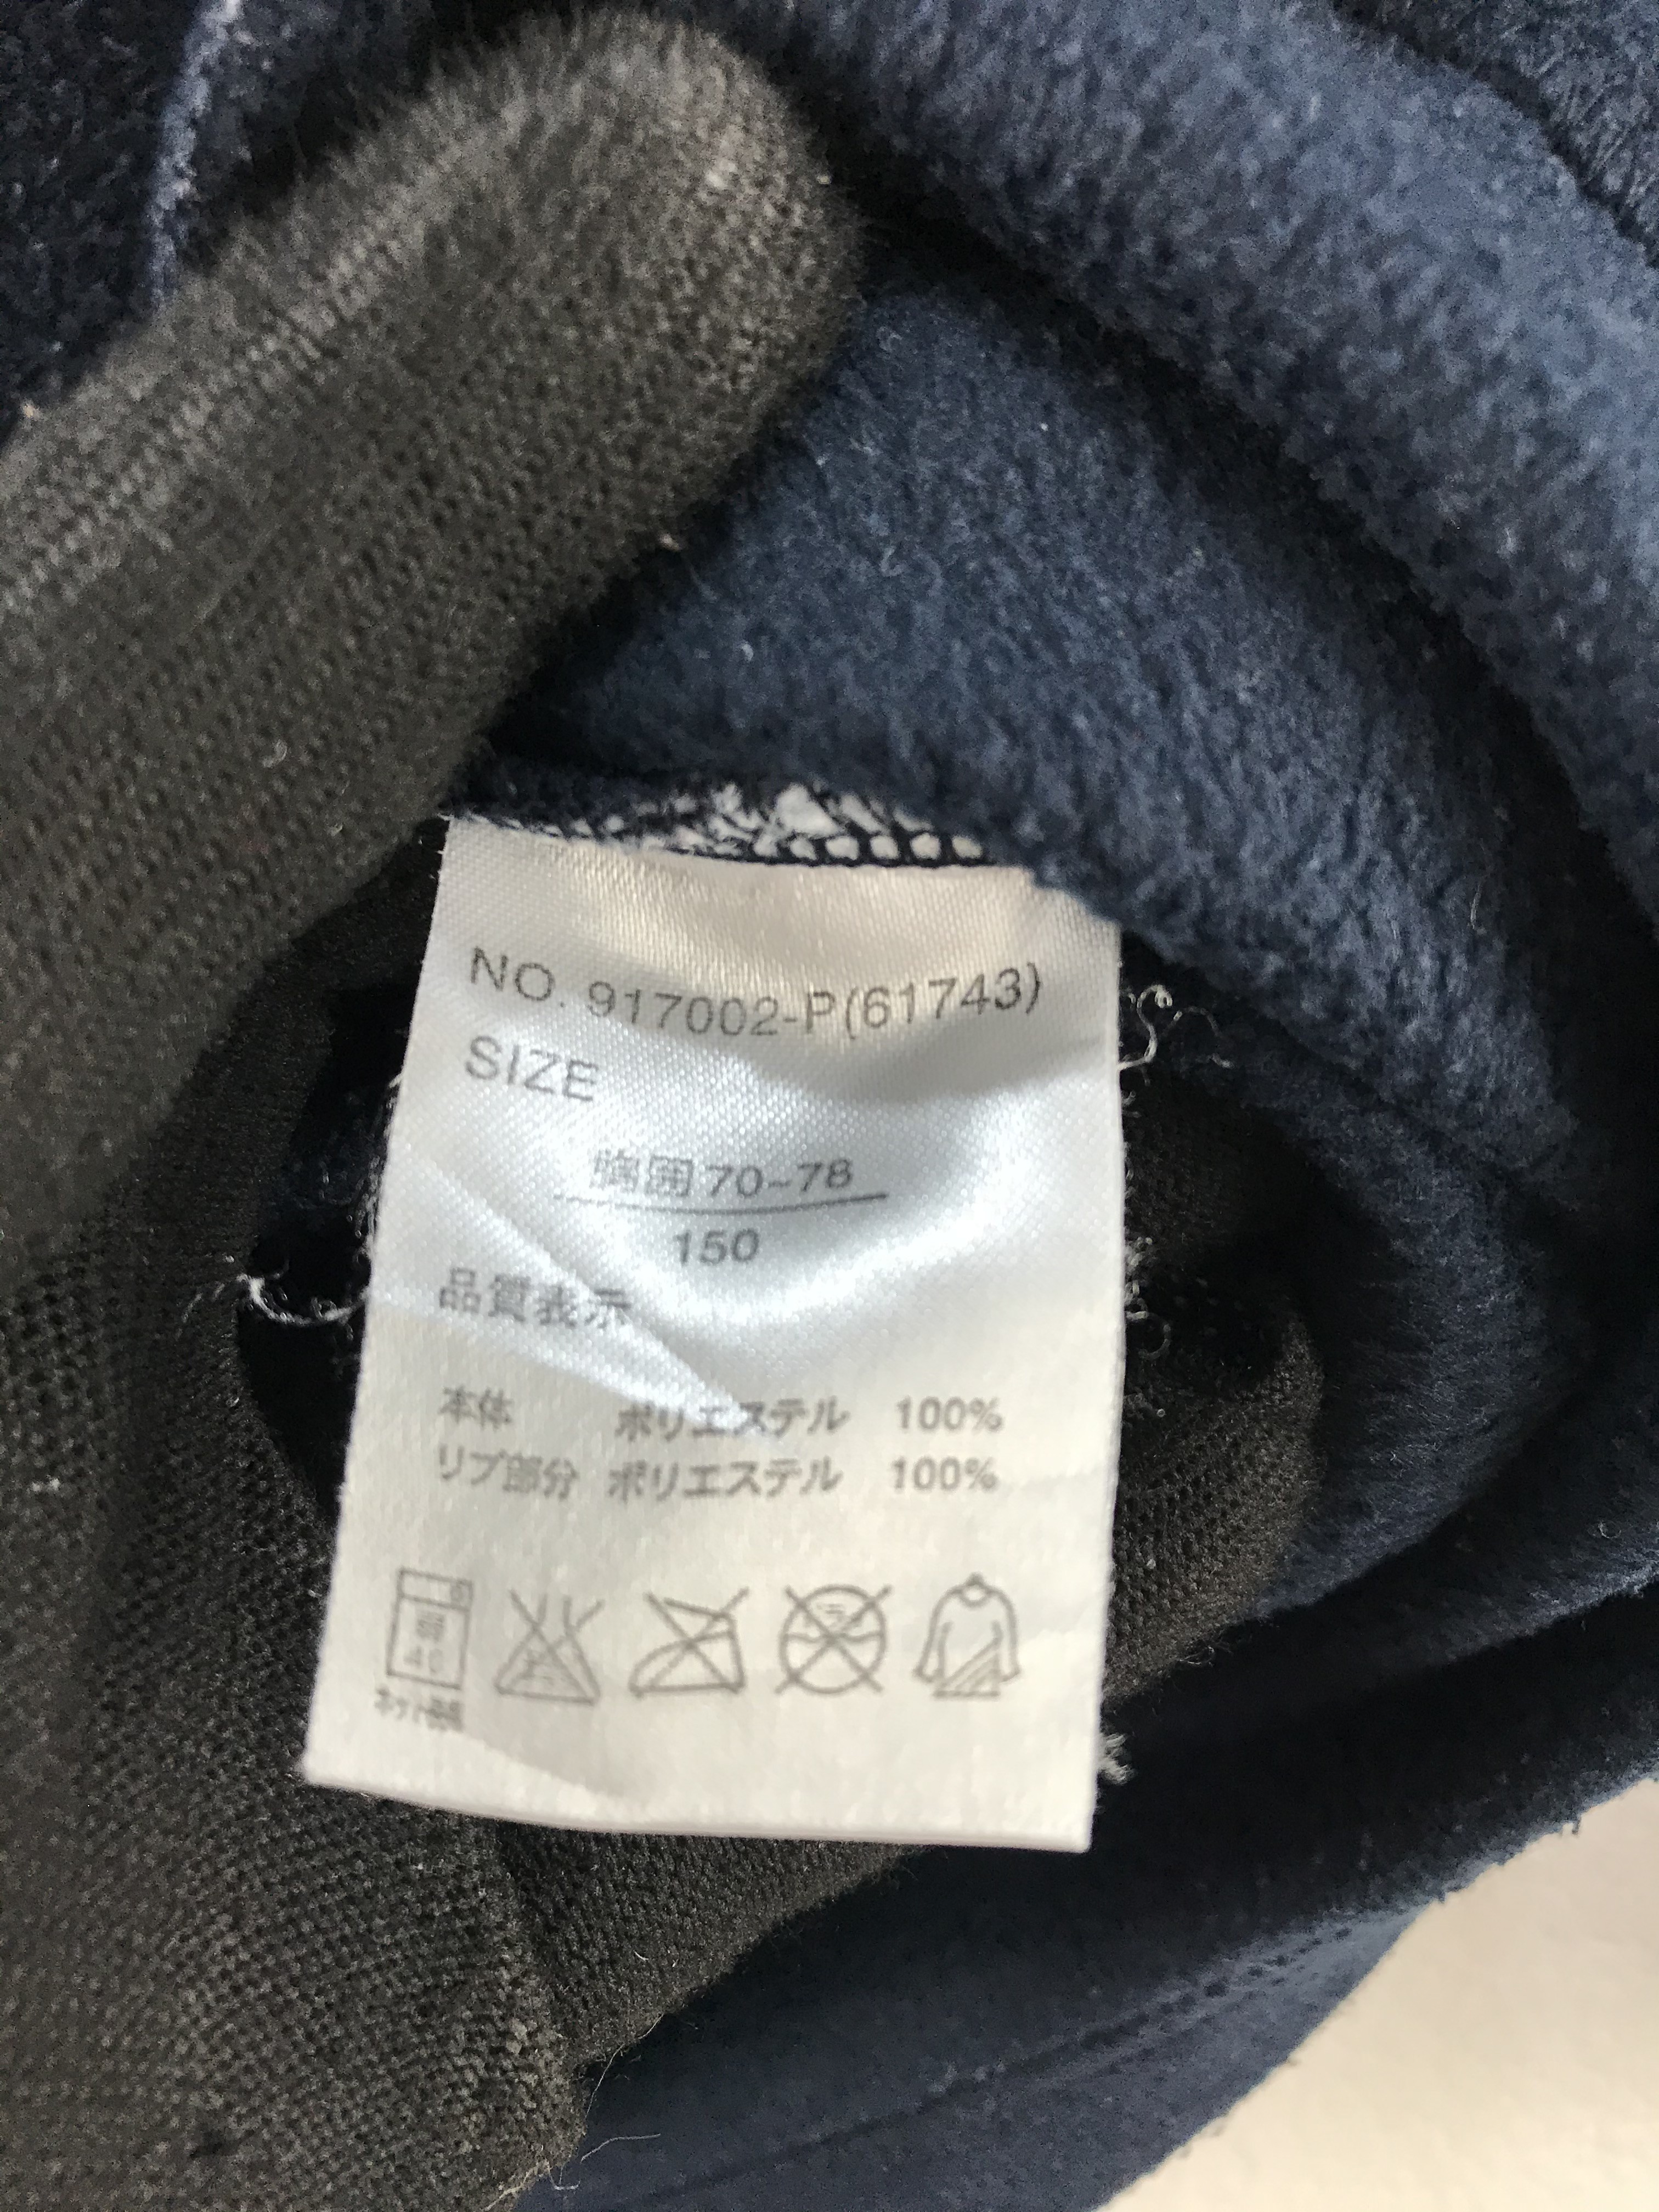 NO. 917002-P(61743)
SIZE
胸囲70~78
150
品質表示
本体 ポリエステル 100%
リブ部分 ポリエステル 100%
40
ネット使用